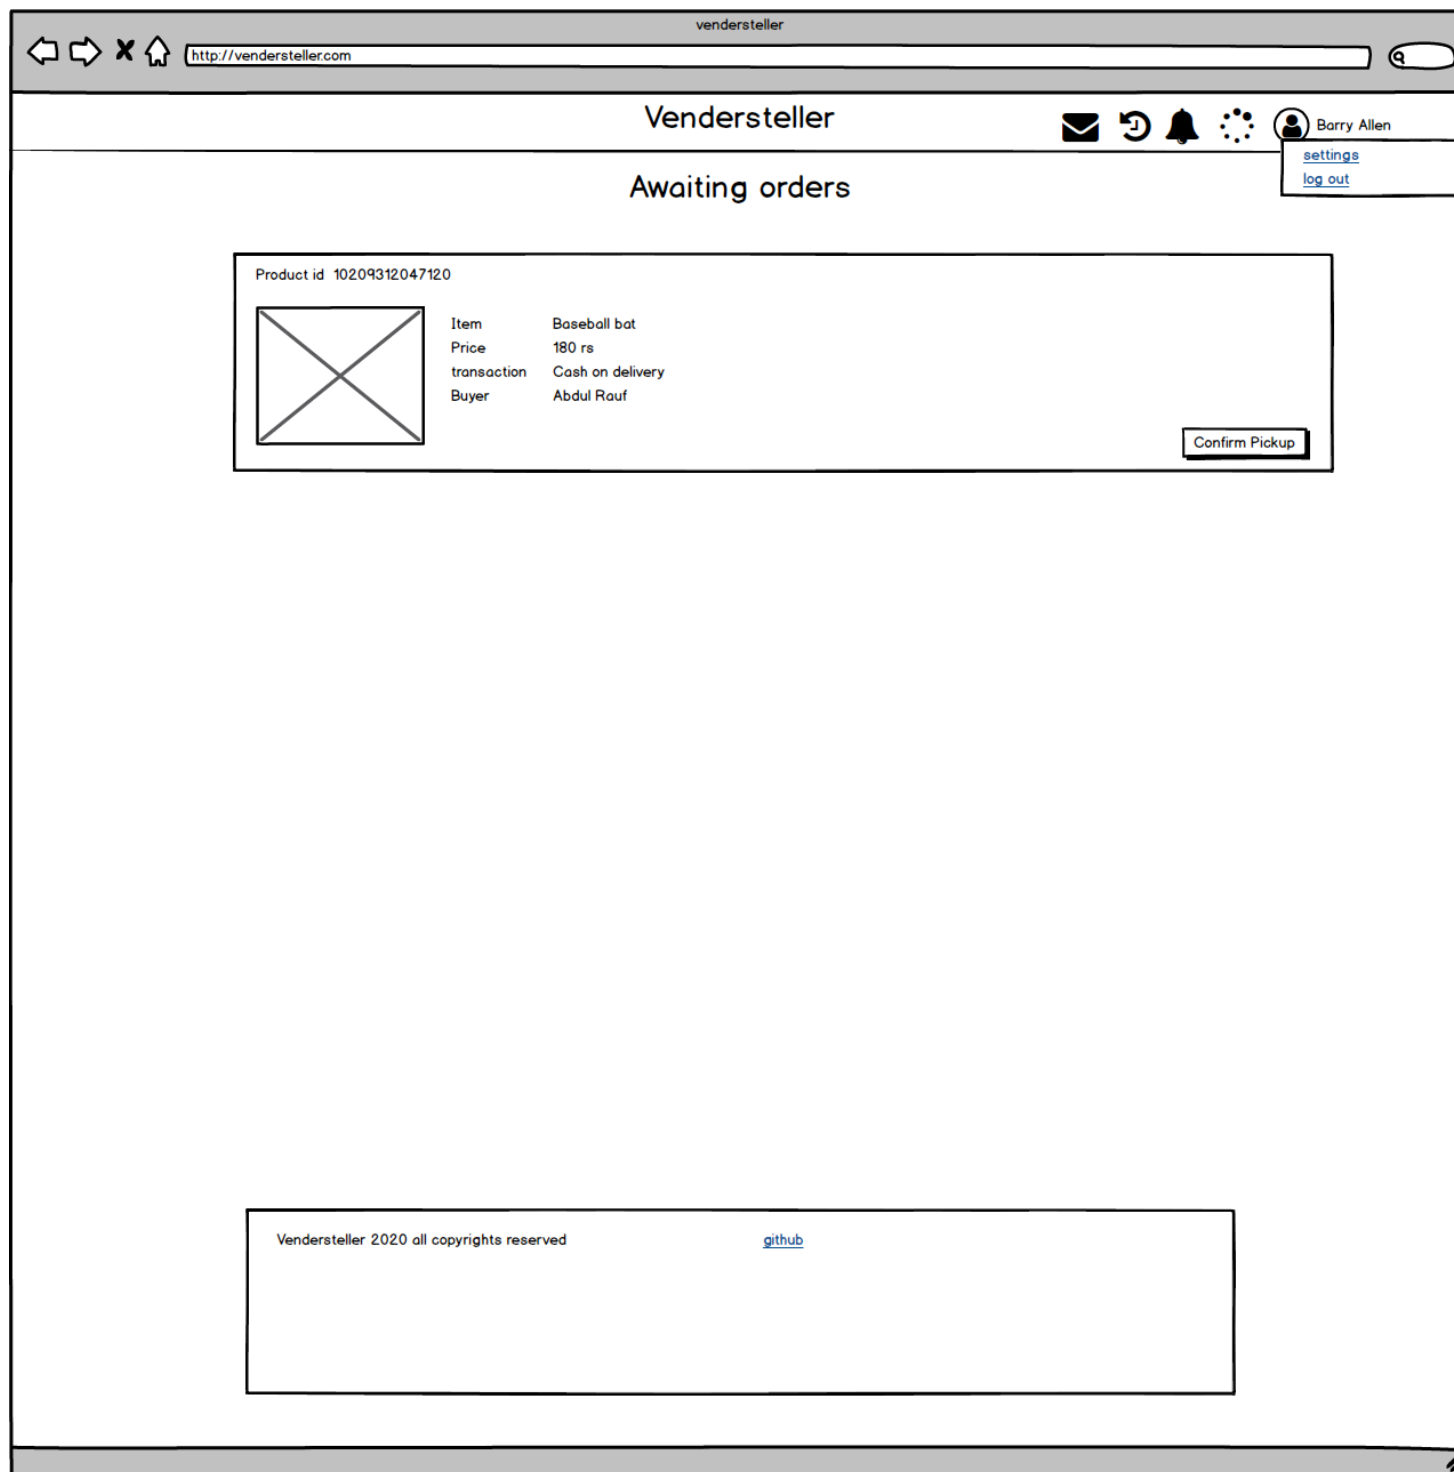 vendersteller
http://vendersteller.com
Vendersteller
Barry Allen
settings
log out
Awaiting orders
Product id 10209312047120
Item Baseball bat
Price 180 rs
transaction Cash on delivery
Buyer Abdul Rauf
Confirm Pickup
Vendersteller 2020 all copyrights reserved github